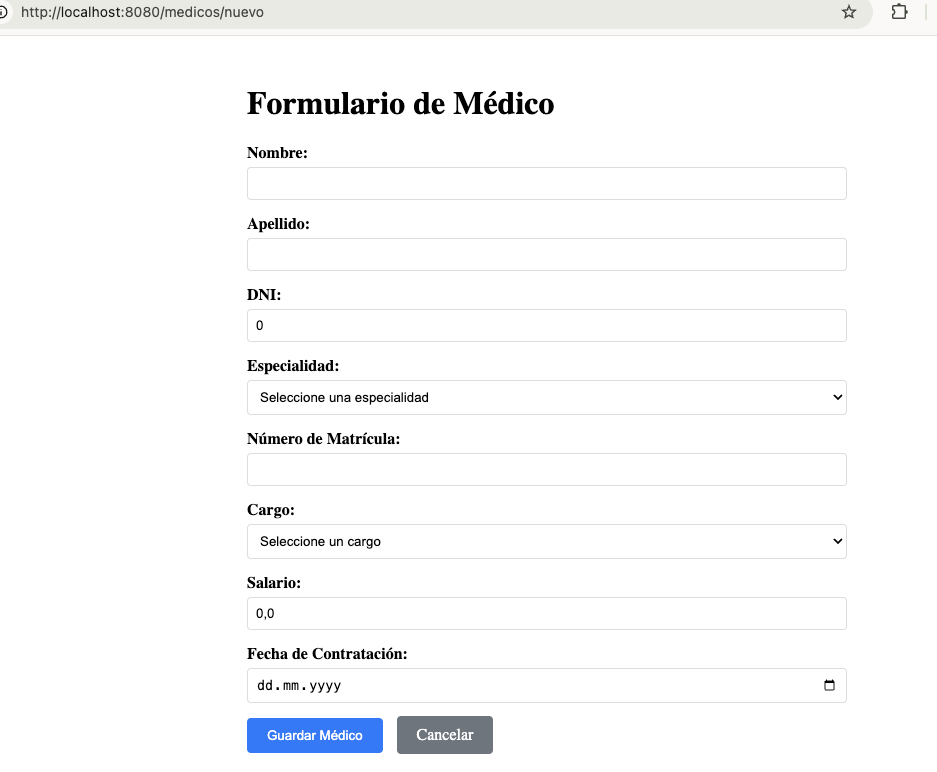 http://localhost:8080/medicos/nuevo
Formulario de Médico
Nombre:
Apellido:
DNI:
0
Especialidad:
Seleccione una especialidad
Número de Matrícula:
Cargo:
Seleccione un cargo
Salario:
0,0
Fecha de Contratación:
dd.mm.yyyy
Guardar Médico Cancelar